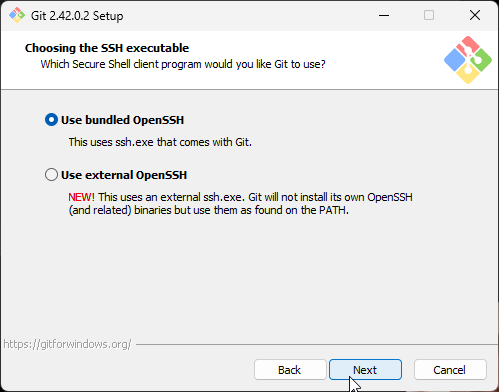 Git 2.42.0.2 Setup
Choosing the SSH executable
Which Secure Shell client program would you like Git to use?
Use bundled OpenSSH
This uses ssh.exe that comes with Git.
Use external OpenSSH
NEW! This uses an external ssh.exe. Git will not install its own OpenSSH
(and related) binaries but use them as found on the PATH.
https://gitforwindows.org/
Back Next Cancel